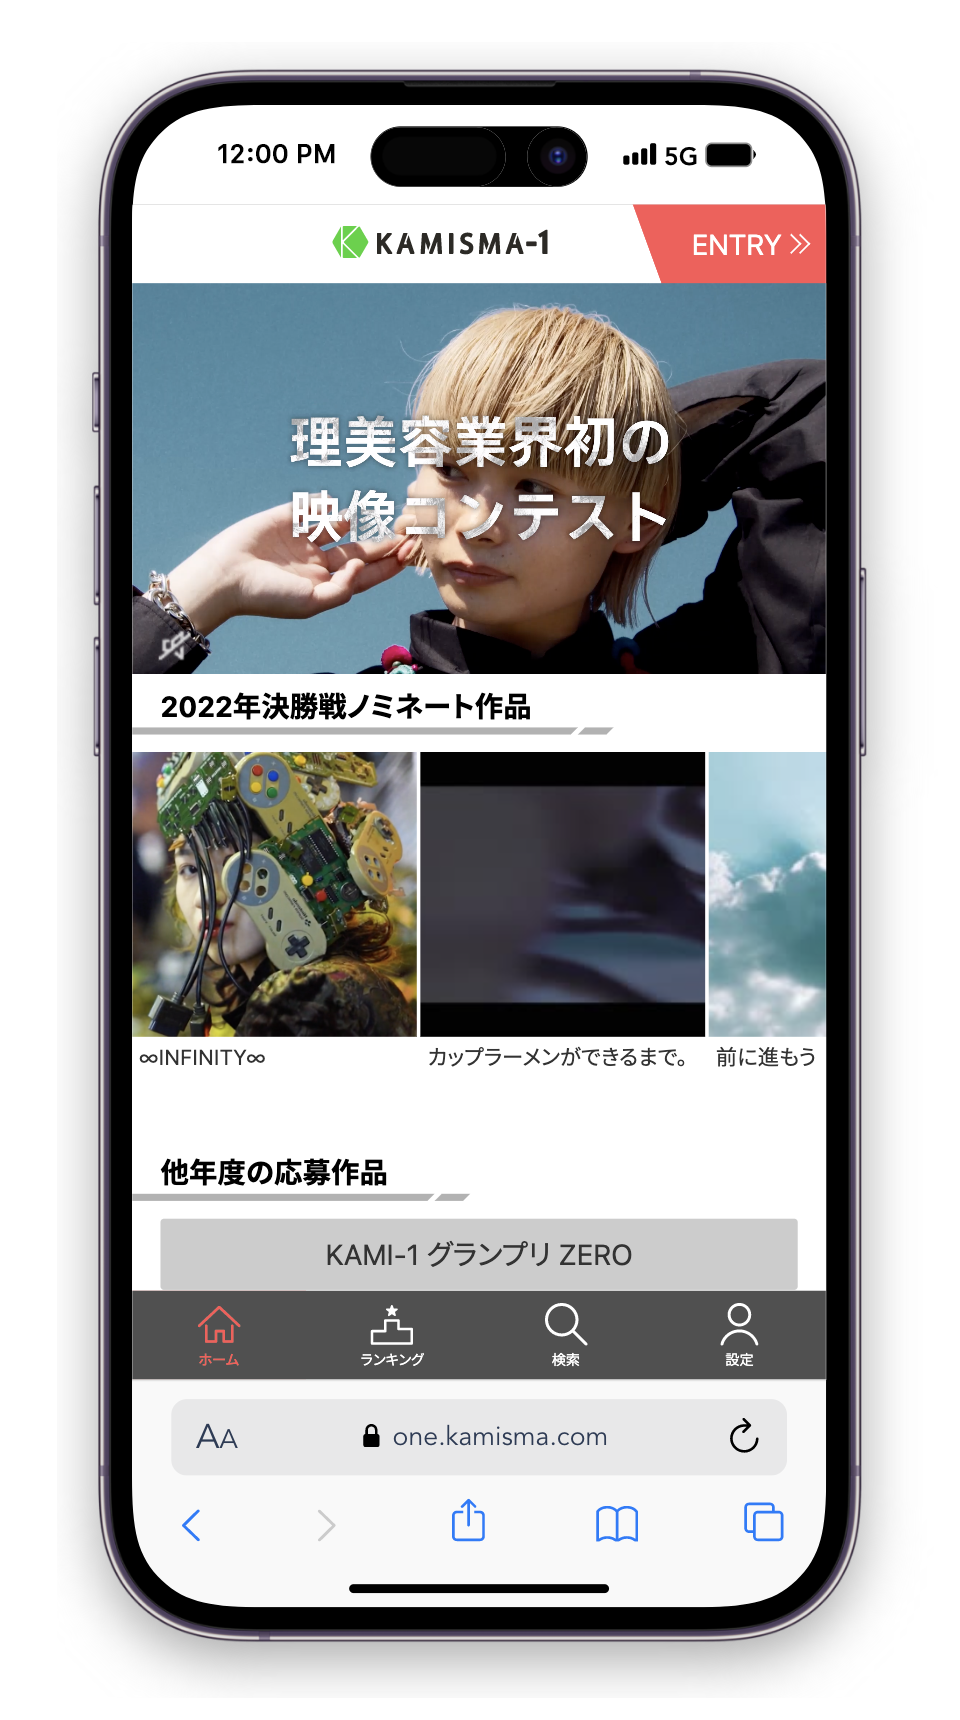 12:00 PM
5G
KAMISMA-1
ENTRY
理美容業界初の
映像コンテスト
2022年決勝戦ノミネート作品
∞INFINITY∞
カップラーメンができるまで。
前に進もう
他年度の応募作品
KAMI-1 グランプリ ZERO
ホーム
ランキング
検索
設定
AA
one.kamisma.com